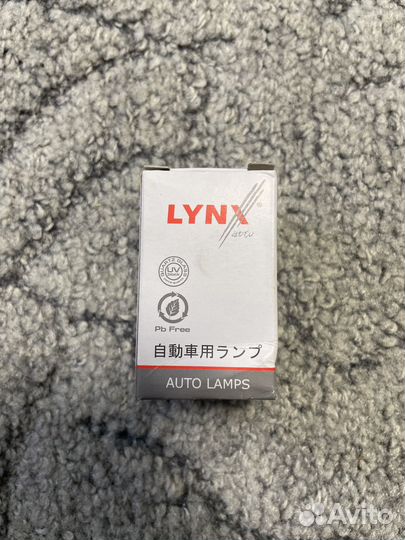 LYNX
auto
QUARTZ GLASS
UV
Pb Free
自動車用ランプ
AUTO LAMPS
Avito